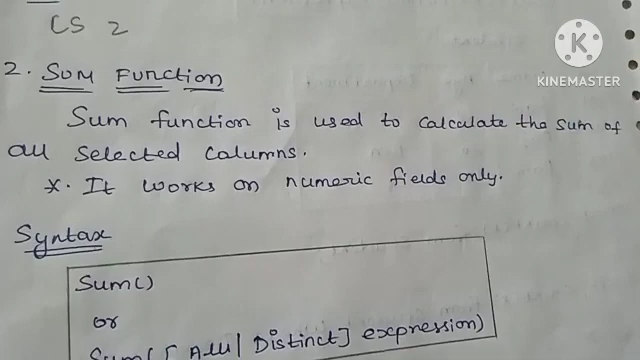 CS 2
K
KINEMASTER
2. Sum Function
Sum function is used to calculate the sum of
all selected columns.
*. It works on numeric fields only.
Syntax
Sum()
or
Sum([All | Distinct] expression)